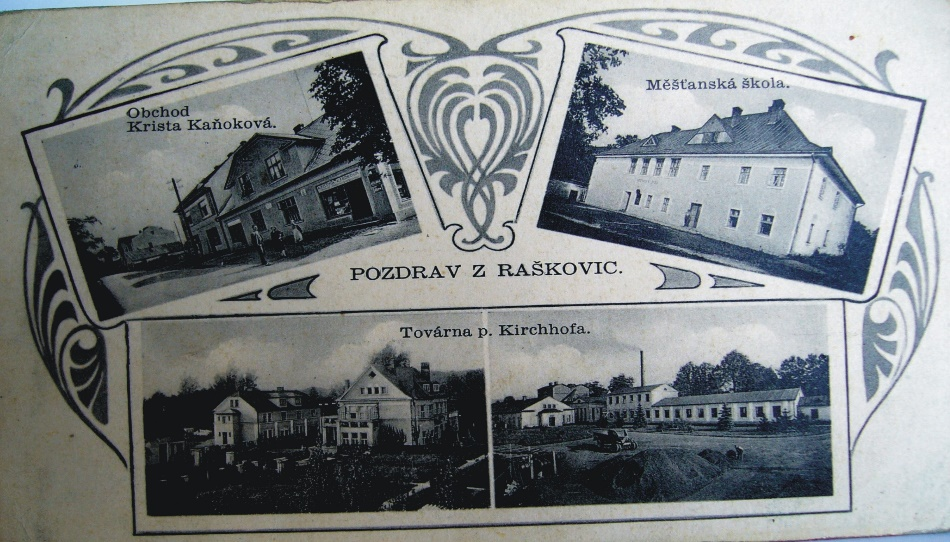 Obchod
Krista Kaňoková.
Měšťanská škola.
POZDRAV Z RAŠKOVIC.
Továrna p. Kirchhofa.